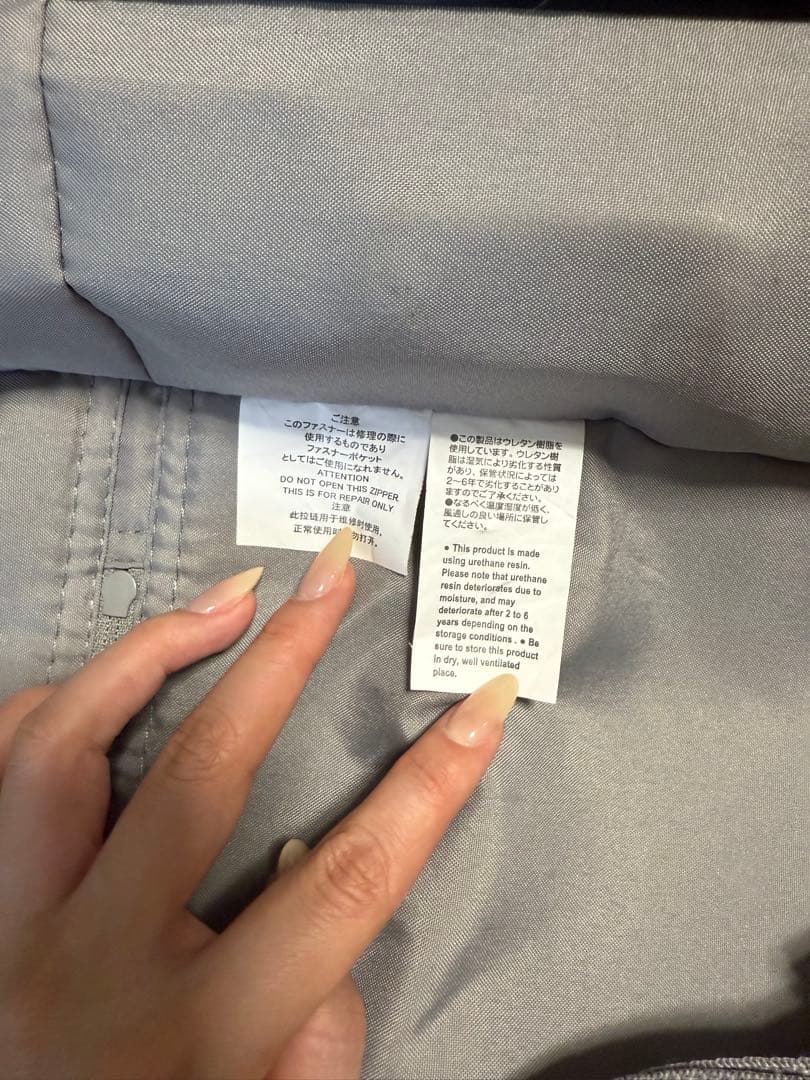 ご注意
このファスナーは修理の際に
使用するものであり
ファスナーポケット
としてはご使用になれません。
ATTENTION
DO NOT OPEN THIS ZIPPER
THIS IS FOR REPAIR ONLY
注意
此拉链用于维修时使用,
正常使用时勿打开。
●この製品はウレタン樹脂を
使用しています。ウレタン樹
脂は湿気により劣化する性質
があり、保管状況によっては
2〜6年で劣化することがあり
ますのでご了承ください。
●なるべく温度湿度が低く、
風通しの良い場所に保管し
てください。
● This product is made
using urethane resin.
Please note that urethane
resin deteriorates due to
moisture, and may
deteriorate after 2 to 6
years depending on the
storage conditions . ● Be
sure to store this product
in dry, well ventilated
place.